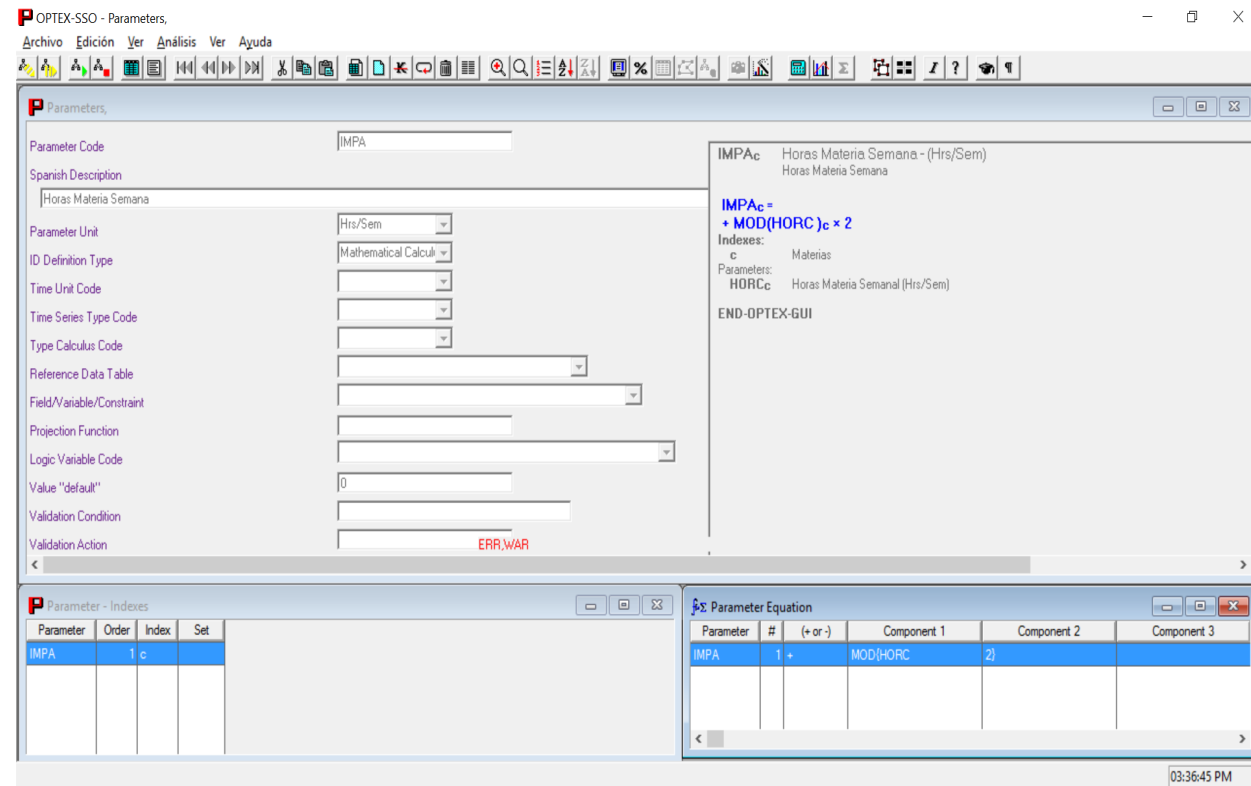 OPTEX-SSO - Parameters,
Archivo Edición Ver Análisis Ver Ayuda
Parameters,
Parameter Code IMPA
Spanish Description
Horas Materia Semana
Parameter Unit Hrs/Sem
ID Definition Type Mathematical Calcul
Time Unit Code
Time Series Type Code
Type Calculus Code
Reference Data Table
Field/Variable/Constraint
Projection Function
Logic Variable Code
Value "default" 0
Validation Condition
Validation Action ERR,WAR
IMPAc Horas Materia Semana - (Hrs/Sem)
Horas Materia Semana
IMPAc =
+ MOD(HORC )c × 2
Indexes:
c Materias
Parameters:
HORCc Horas Materia Semanal (Hrs/Sem)
END-OPTEX-GUI
Parameter - Indexes
Parameter Order Index Set
IMPA 1 c
Parameter Equation
Parameter # (+ or -) Component 1 Component 2 Component 3
IMPA 1 + MOD{HORC 2}
03:36:45 PM